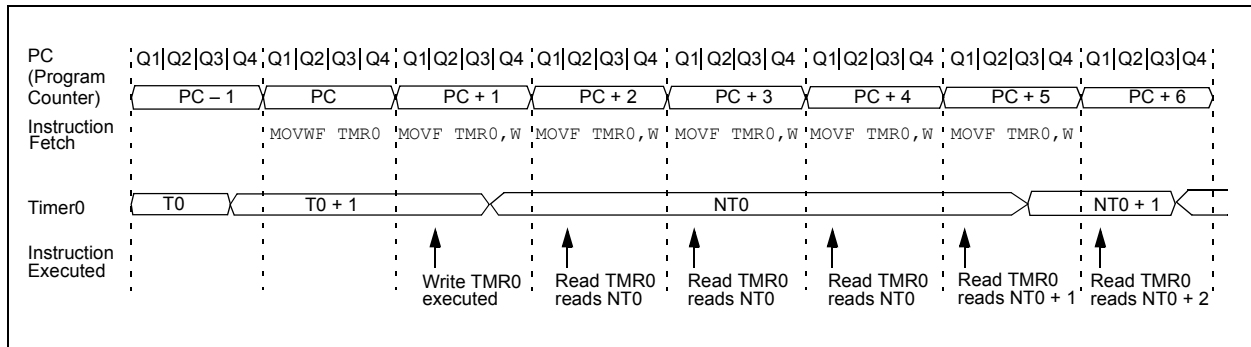 PC
(Program
Counter)
Q1|Q2|Q3|Q4 Q1|Q2|Q3|Q4 Q1|Q2|Q3|Q4 Q1|Q2|Q3|Q4 Q1|Q2|Q3|Q4 Q1|Q2|Q3|Q4 Q1|Q2|Q3|Q4 Q1|Q2|Q3|Q4
PC – 1 PC PC + 1 PC + 2 PC + 3 PC + 4 PC + 5 PC + 6
Instruction
Fetch
MOVWF TMR0 MOVF TMR0,W MOVF TMR0,W MOVF TMR0,W MOVF TMR0,W MOVF TMR0,W
Timer0
T0 T0 + 1 NT0 NT0 + 1
Instruction
Executed
Write TMR0
executed
Read TMR0
reads NT0
Read TMR0
reads NT0
Read TMR0
reads NT0
Read TMR0
reads NT0 + 1
Read TMR0
reads NT0 + 2